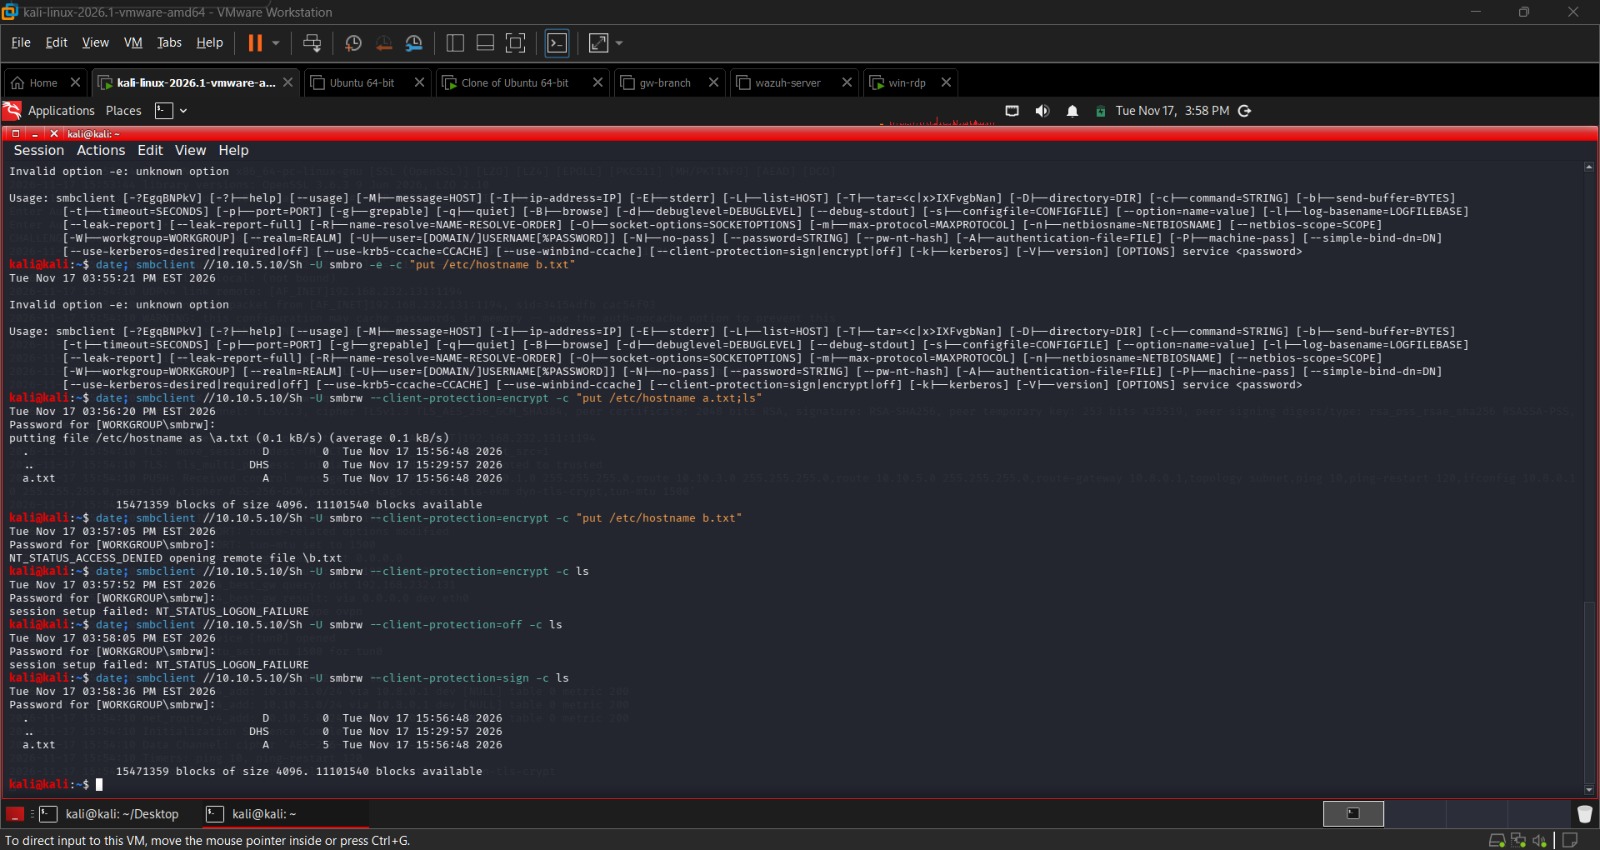 kali-linux-2026.1-vmware-amd64 - VMware Workstation
File Edit View VM Tabs Help
Home kali-linux-2026.1-vmware-a... Ubuntu 64-bit Clone of Ubuntu 64-bit gw-branch wazuh-server win-rdp
Applications Places Tue Nov 17, 3:58 PM
kali@kali: ~
Session Actions Edit View Help
Invalid option -e: unknown option
Usage: smbclient [-?EgqBNPkV] [-?|--help] [--usage] [-M|--message=HOST] [-I|--ip-address=IP] [-E|--stderr] [-L|--list=HOST] [-T|--tar=<c|x>IXFvgbNan] [-D|--directory=DIR] [-c|--command=STRING] [-b|--send-buffer=BYTES]
[-t|--timeout=SECONDS] [-p|--port=PORT] [-g|--grepable] [-q|--quiet] [-B|--browse] [-d|--debuglevel=DEBUGLEVEL] [--debug-stdout] [-s|--configfile=CONFIGFILE] [--option=name=value] [-l|--log-basename=LOGFILEBASE]
[--leak-report] [--leak-report-full] [-R|--name-resolve=NAME-RESOLVE-ORDER] [-O|--socket-options=SOCKETOPTIONS] [-m|--max-protocol=MAXPROTOCOL] [-n|--netbiosname=NETBIOSNAME] [--netbios-scope=SCOPE]
[-W|--workgroup=WORKGROUP] [--realm=REALM] [-U|--user=[DOMAIN/]USERNAME[%PASSWORD]] [-N|--no-pass] [--password=STRING] [--pw-nt-hash] [-A|--authentication-file=FILE] [-P|--machine-pass] [--simple-bind-dn=DN]
[--use-kerberos=desired|required|off] [--use-krb5-ccache=CCACHE] [--use-winbind-ccache] [--client-protection=sign|encrypt|off] [-k|--kerberos] [-V|--version] [OPTIONS] service <password>
kali@kali:~$ date; smbclient //10.10.5.10/Sh -U smbro -e -c "put /etc/hostname b.txt"
Tue Nov 17 03:55:21 PM EST 2026
Invalid option -e: unknown option
Usage: smbclient [-?EgqBNPkV] [-?|--help] [--usage] [-M|--message=HOST] [-I|--ip-address=IP] [-E|--stderr] [-L|--list=HOST] [-T|--tar=<c|x>IXFvgbNan] [-D|--directory=DIR] [-c|--command=STRING] [-b|--send-buffer=BYTES]
[-t|--timeout=SECONDS] [-p|--port=PORT] [-g|--grepable] [-q|--quiet] [-B|--browse] [-d|--debuglevel=DEBUGLEVEL] [--debug-stdout] [-s|--configfile=CONFIGFILE] [--option=name=value] [-l|--log-basename=LOGFILEBASE]
[--leak-report] [--leak-report-full] [-R|--name-resolve=NAME-RESOLVE-ORDER] [-O|--socket-options=SOCKETOPTIONS] [-m|--max-protocol=MAXPROTOCOL] [-n|--netbiosname=NETBIOSNAME] [--netbios-scope=SCOPE]
[-W|--workgroup=WORKGROUP] [--realm=REALM] [-U|--user=[DOMAIN/]USERNAME[%PASSWORD]] [-N|--no-pass] [--password=STRING] [--pw-nt-hash] [-A|--authentication-file=FILE] [-P|--machine-pass] [--simple-bind-dn=DN]
[--use-kerberos=desired|required|off] [--use-krb5-ccache=CCACHE] [--use-winbind-ccache] [--client-protection=sign|encrypt|off] [-k|--kerberos] [-V|--version] [OPTIONS] service <password>
kali@kali:~$ date; smbclient //10.10.5.10/Sh -U smbrw --client-protection=encrypt -c "put /etc/hostname a.txt;ls"
Tue Nov 17 03:56:20 PM EST 2026
Password for [WORKGROUP\smbrw]:
putting file /etc/hostname as \a.txt (0.1 kB/s) (average 0.1 kB/s)
. D 0 Tue Nov 17 15:56:48 2026
.. DHS 0 Tue Nov 17 15:29:57 2026
a.txt A 5 Tue Nov 17 15:56:48 2026
15471359 blocks of size 4096. 11101540 blocks available
kali@kali:~$ date; smbclient //10.10.5.10/Sh -U smbro --client-protection=encrypt -c "put /etc/hostname b.txt"
Tue Nov 17 03:57:05 PM EST 2026
Password for [WORKGROUP\smbro]:
NT_STATUS_ACCESS_DENIED opening remote file \b.txt
kali@kali:~$ date; smbclient //10.10.5.10/Sh -U smbrw --client-protection=encrypt -c ls
Tue Nov 17 03:57:52 PM EST 2026
Password for [WORKGROUP\smbrw]:
session setup failed: NT_STATUS_LOGON_FAILURE
kali@kali:~$ date; smbclient //10.10.5.10/Sh -U smbrw --client-protection=off -c ls
Tue Nov 17 03:58:05 PM EST 2026
Password for [WORKGROUP\smbrw]:
session setup failed: NT_STATUS_LOGON_FAILURE
kali@kali:~$ date; smbclient //10.10.5.10/Sh -U smbrw --client-protection=sign -c ls
Tue Nov 17 03:58:36 PM EST 2026
Password for [WORKGROUP\smbrw]:
. D 0 Tue Nov 17 15:56:48 2026
.. DHS 0 Tue Nov 17 15:29:57 2026
a.txt A 5 Tue Nov 17 15:56:48 2026
15471359 blocks of size 4096. 11101540 blocks available
kali@kali:~$
kali@kali: ~/Desktop kali@kali: ~
To direct input to this VM, move the mouse pointer inside or press Ctrl+G.